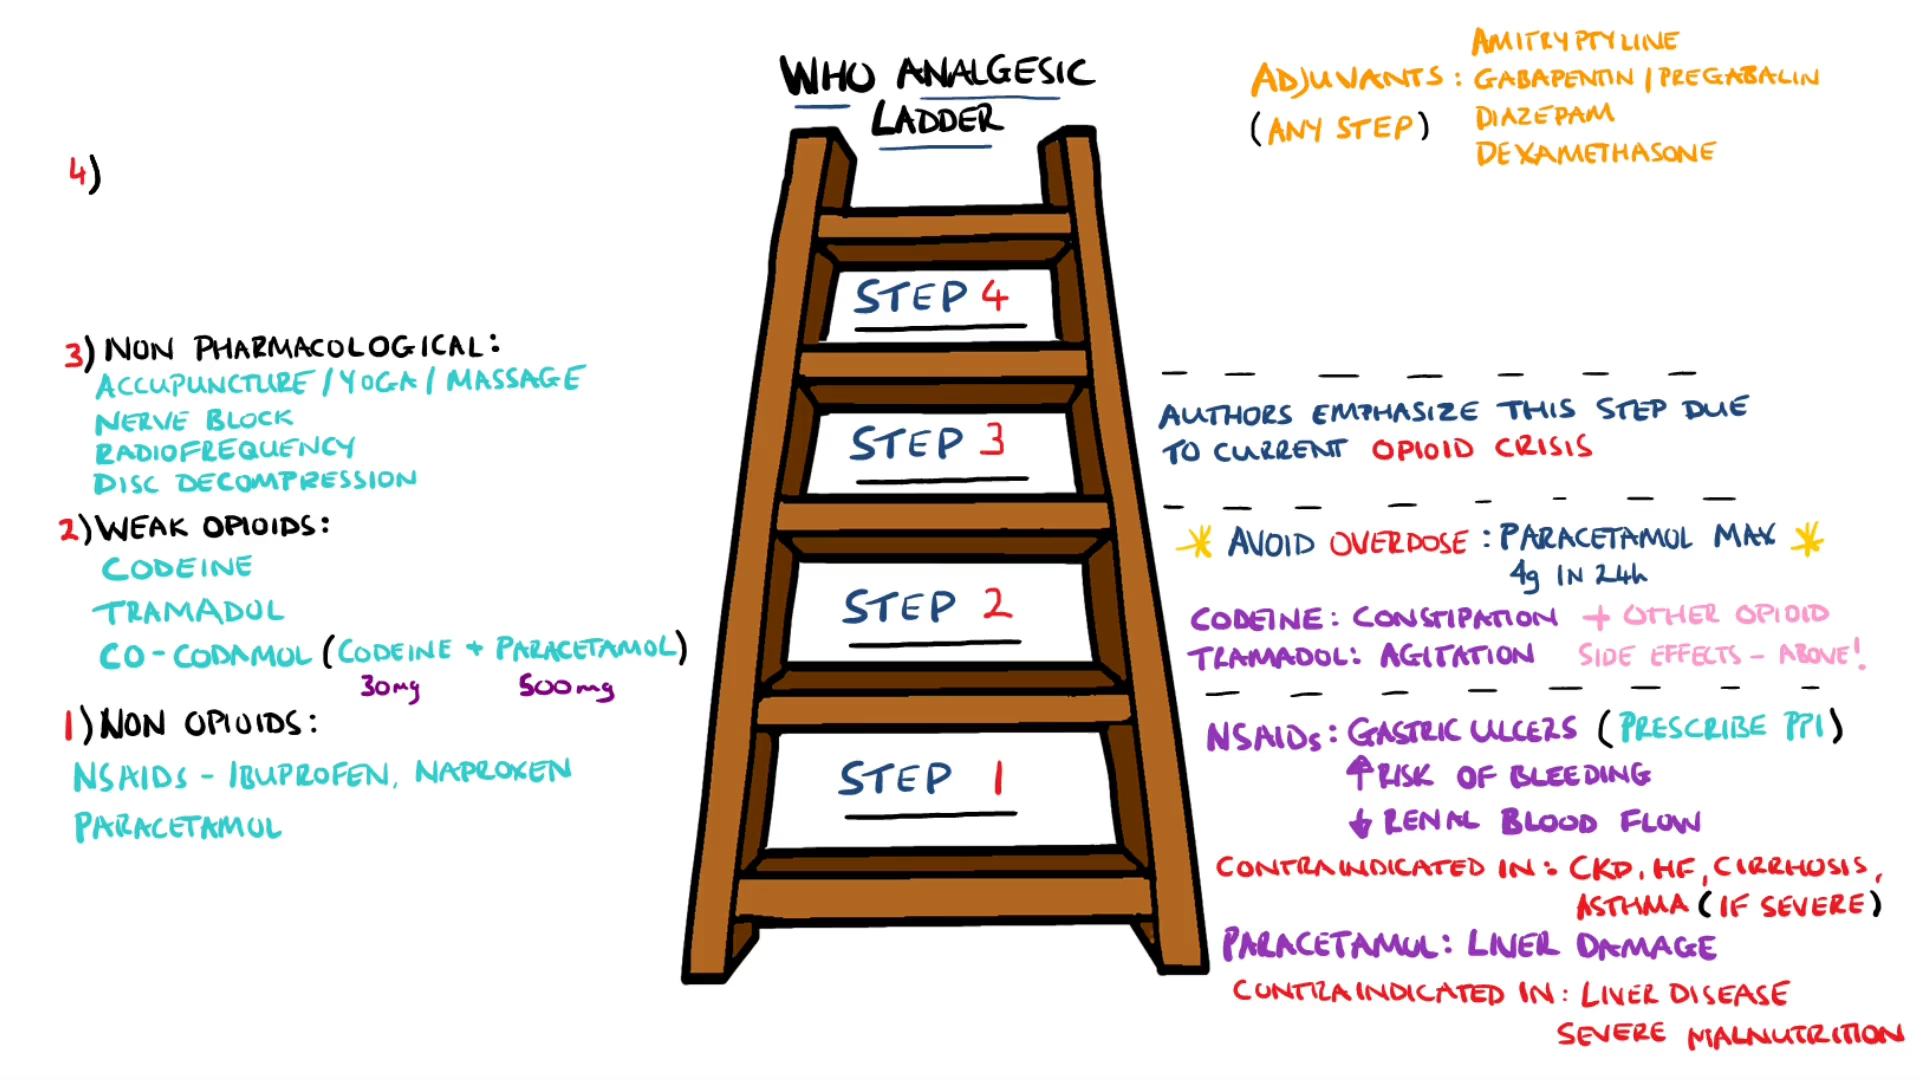 WHO ANALGESIC
LADDER
ADJUVANTS:
(ANY STEP)
AMITRYPTYLINE
GABAPENTIN / PREGABALIN
DIAZEPAM
DEXAMETHASONE
4)
STEP 4
3) NON PHARMACOLOGICAL:
ACCUPUNCTURE / YOGA / MASSAGE
NERVE BLOCK
RADIOFREQUENCY
DISC DECOMPRESSION
STEP 3
AUTHORS EMPHASIZE THIS STEP DUE
TO CURRENT OPIOID CRISIS
2) WEAK OPIOIDS:
CODEINE
TRAMADOL
CO-CODAMOL (CODEINE + PARACETAMOL)
30mg 500mg
STEP 2
AVOID OVERDOSE: PARACETAMOL MAX
4g IN 24h
CODEINE: CONSTIPATION + OTHER OPIOID
TRAMADOL: AGITATION SIDE EFFECTS - ABOVE!
1) NON OPIOIDS:
NSAIDS - IBUPROFEN, NAPROXEN
PARACETAMOL
STEP 1
NSAIDs: GASTRIC ULCERS (PRESCRIBE PPI)
↑ RISK OF BLEEDING
↓ RENAL BLOOD FLOW
CONTRAINDICATED IN: CKD, HF, CIRRHOSIS,
ASTHMA (IF SEVERE)
PARACETAMOL: LIVER DAMAGE
CONTRAINDICATED IN: LIVER DISEASE
SEVERE MALNUTRITION